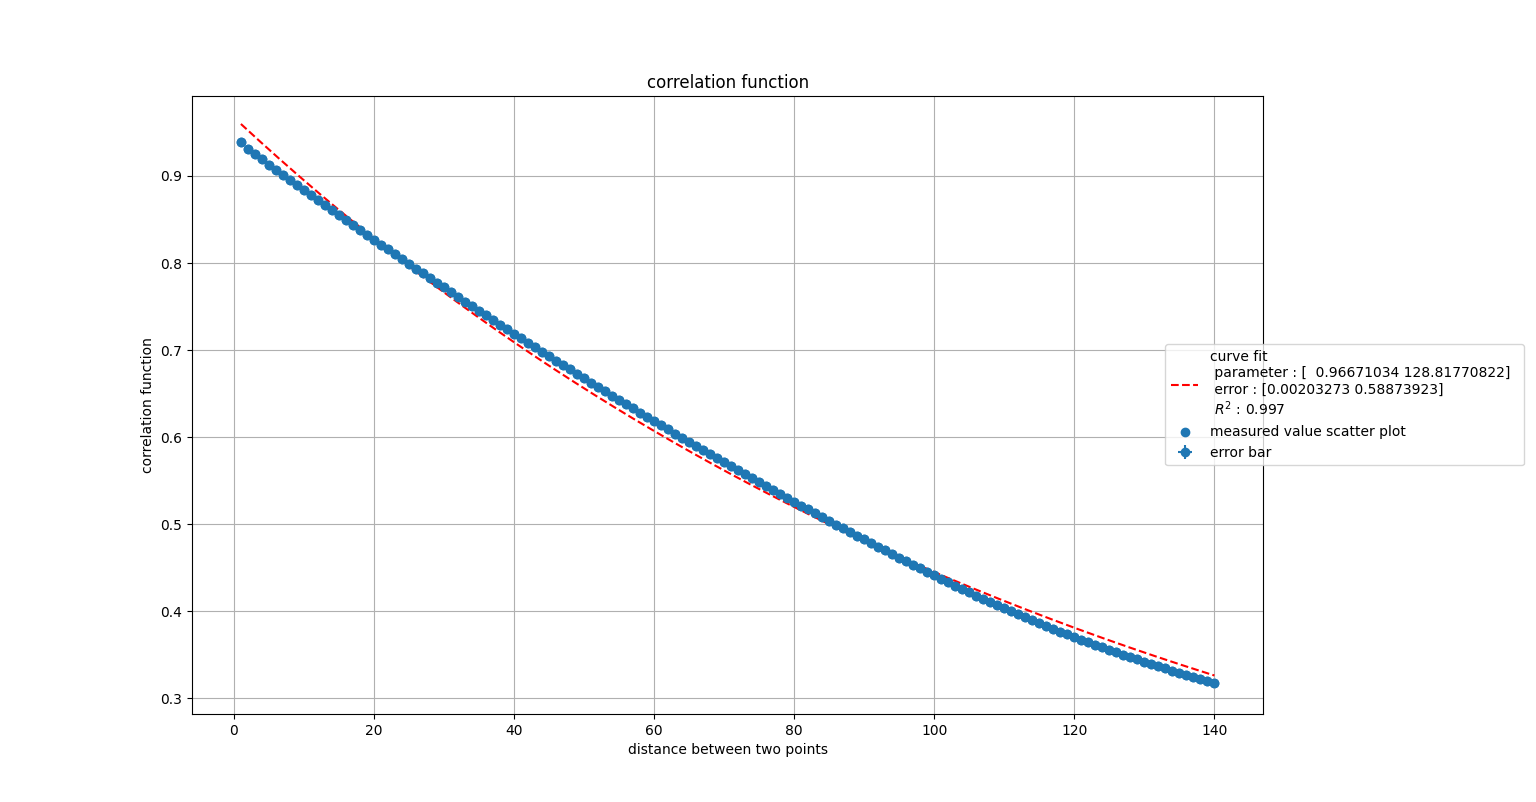 correlation function
0.9
0.8
0.7
0.6
0.5
0.4
0.3
correlation function
0 20 40 60 80 100 120 140
distance between two points
curve fit
parameter : [  0.96671034 128.81770822]
error : [0.00203273 0.58873923]
R² : 0.997
measured value scatter plot
error bar